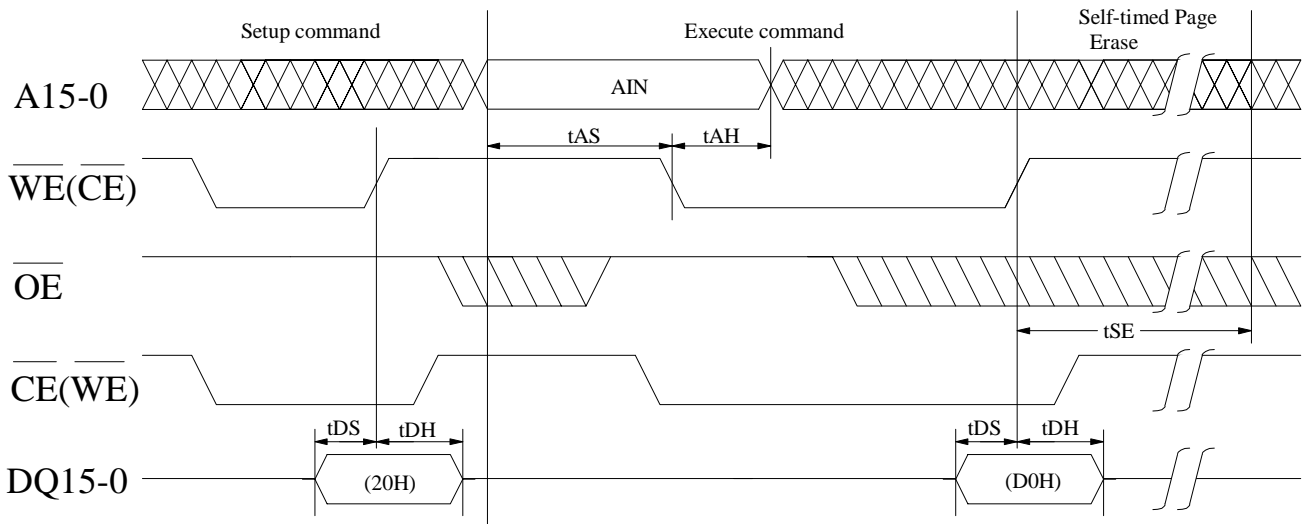 Setup command
Execute command
Self-timed Page
Erase
A15-0
AIN
tAS
tAH
WE(CE)
OE
tSE
CE(WE)
tDS
tDH
tDS
tDH
DQ15-0
(20H)
(D0H)